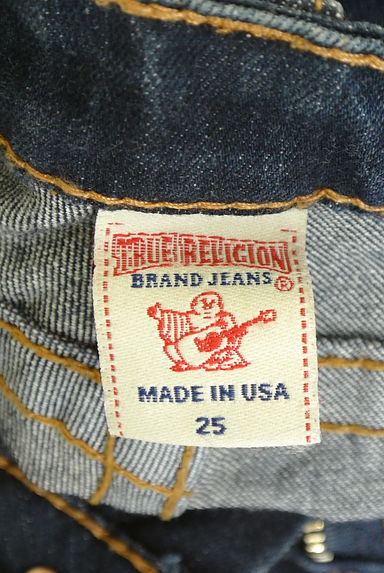 TRUE RELIGION
BRAND JEANS ®
MADE IN USA
25